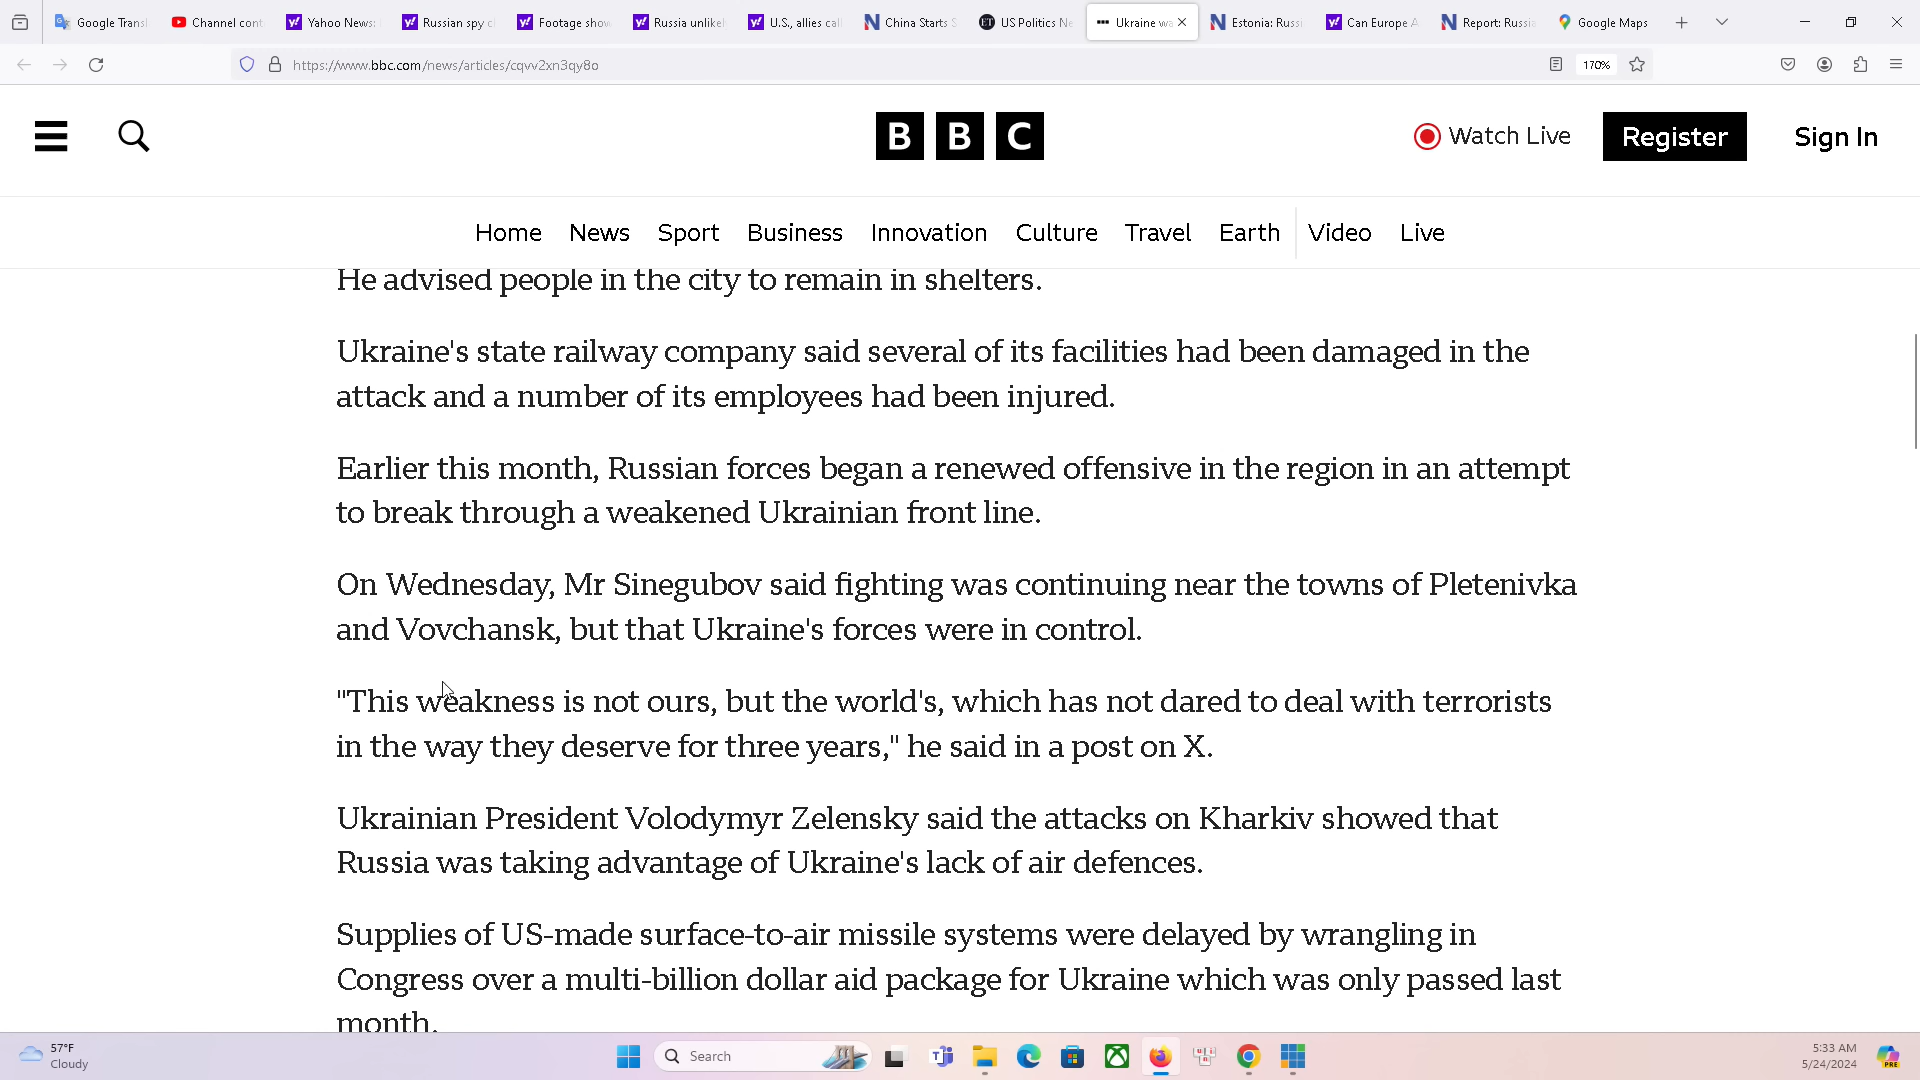 Google Transl
Channel cont
Yahoo News:
Russian spy c
Footage show
Russia unlikel
U.S., allies cal
China Starts S
US Politics Ne
Ukraine wa
Estonia: Russi
Can Europe A
Report: Russia
Google Maps
https://www.bbc.com/news/articles/cqvv2xn3qy8o
170%
BBC
Watch Live
Register
Sign In
Home News Sport Business Innovation Culture Travel Earth Video Live
He advised people in the city to remain in shelters.
Ukraine's state railway company said several of its facilities had been damaged in the
attack and a number of its employees had been injured.
Earlier this month, Russian forces began a renewed offensive in the region in an attempt
to break through a weakened Ukrainian front line.
On Wednesday, Mr Sinegubov said fighting was continuing near the towns of Pletenivka
and Vovchansk, but that Ukraine's forces were in control.
"This weakness is not ours, but the world's, which has not dared to deal with terrorists
in the way they deserve for three years," he said in a post on X.
Ukrainian President Volodymyr Zelensky said the attacks on Kharkiv showed that
Russia was taking advantage of Ukraine's lack of air defences.
Supplies of US-made surface-to-air missile systems were delayed by wrangling in
Congress over a multi-billion dollar aid package for Ukraine which was only passed last
month.
57°F
Cloudy
Search
5:33 AM
5/24/2024